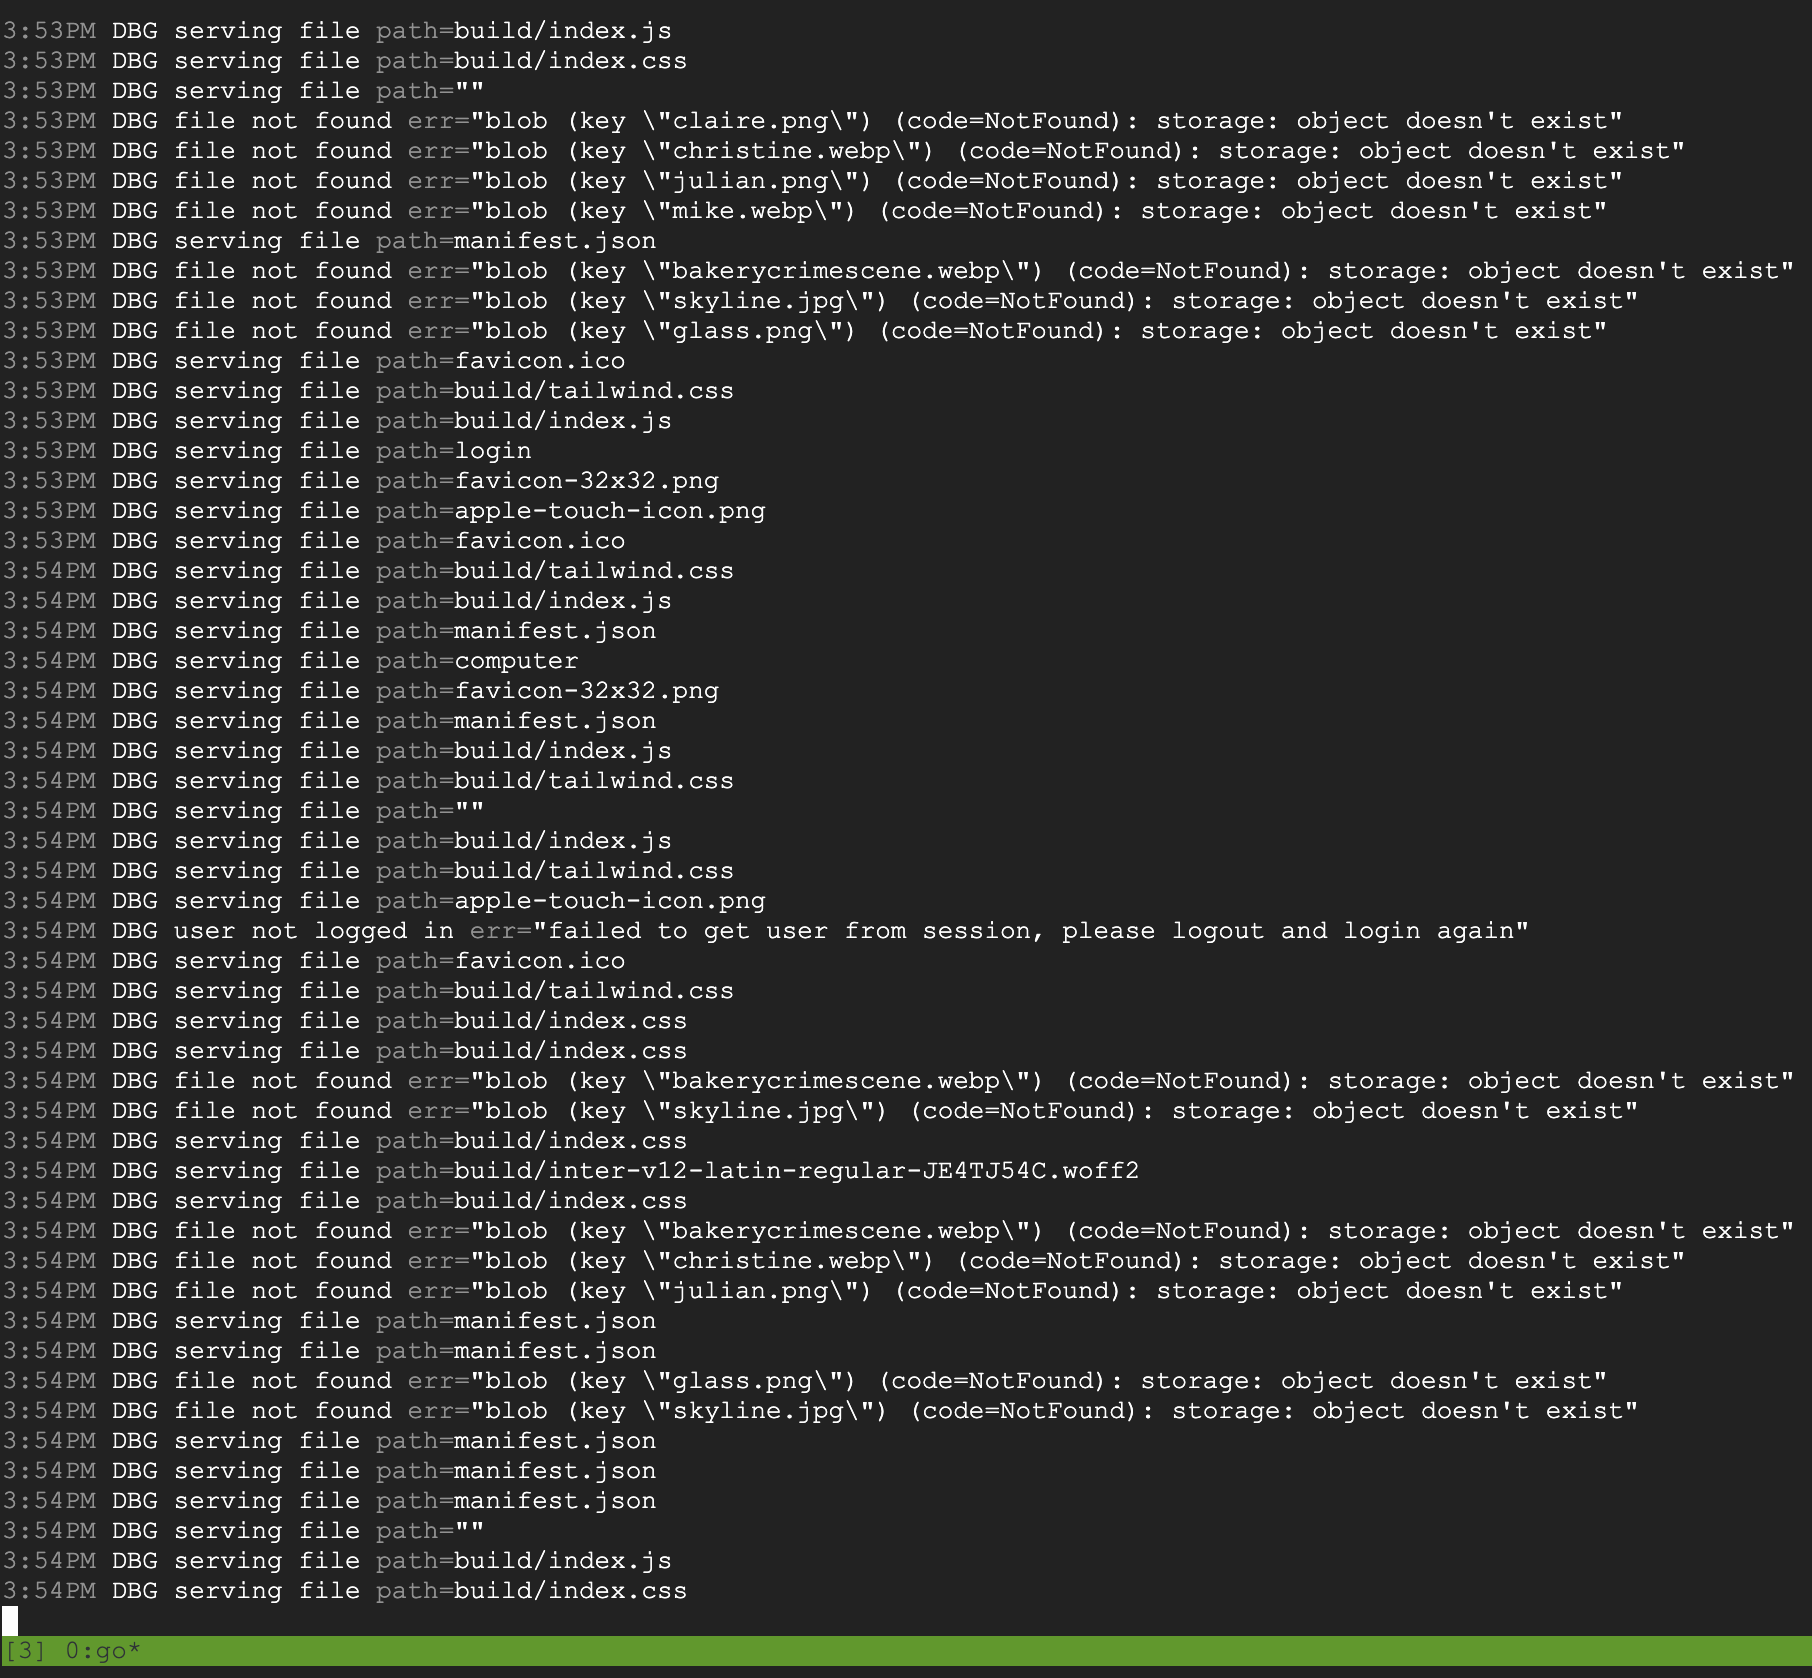 3:53PM DBG serving file path=build/index.js
3:53PM DBG serving file path=build/index.css
3:53PM DBG serving file path=""
3:53PM DBG file not found err="blob (key \"claire.png\") (code=NotFound): storage: object doesn't exist"
3:53PM DBG file not found err="blob (key \"christine.webp\") (code=NotFound): storage: object doesn't exist"
3:53PM DBG file not found err="blob (key \"julian.png\") (code=NotFound): storage: object doesn't exist"
3:53PM DBG file not found err="blob (key \"mike.webp\") (code=NotFound): storage: object doesn't exist"
3:53PM DBG serving file path=manifest.json
3:53PM DBG file not found err="blob (key \"bakerycrimescene.webp\") (code=NotFound): storage: object doesn't exist"
3:53PM DBG file not found err="blob (key \"skyline.jpg\") (code=NotFound): storage: object doesn't exist"
3:53PM DBG file not found err="blob (key \"glass.png\") (code=NotFound): storage: object doesn't exist"
3:53PM DBG serving file path=favicon.ico
3:53PM DBG serving file path=build/tailwind.css
3:53PM DBG serving file path=build/index.js
3:53PM DBG serving file path=login
3:53PM DBG serving file path=favicon-32x32.png
3:53PM DBG serving file path=apple-touch-icon.png
3:53PM DBG serving file path=favicon.ico
3:54PM DBG serving file path=build/tailwind.css
3:54PM DBG serving file path=build/index.js
3:54PM DBG serving file path=manifest.json
3:54PM DBG serving file path=computer
3:54PM DBG serving file path=favicon-32x32.png
3:54PM DBG serving file path=manifest.json
3:54PM DBG serving file path=build/index.js
3:54PM DBG serving file path=build/tailwind.css
3:54PM DBG serving file path=""
3:54PM DBG serving file path=build/index.js
3:54PM DBG serving file path=build/tailwind.css
3:54PM DBG serving file path=apple-touch-icon.png
3:54PM DBG user not logged in err="failed to get user from session, please logout and login again"
3:54PM DBG serving file path=favicon.ico
3:54PM DBG serving file path=build/tailwind.css
3:54PM DBG serving file path=build/index.css
3:54PM DBG serving file path=build/index.css
3:54PM DBG file not found err="blob (key \"bakerycrimescene.webp\") (code=NotFound): storage: object doesn't exist"
3:54PM DBG file not found err="blob (key \"skyline.jpg\") (code=NotFound): storage: object doesn't exist"
3:54PM DBG serving file path=build/index.css
3:54PM DBG serving file path=build/inter-v12-latin-regular-JE4TJ54C.woff2
3:54PM DBG serving file path=build/index.css
3:54PM DBG file not found err="blob (key \"bakerycrimescene.webp\") (code=NotFound): storage: object doesn't exist"
3:54PM DBG file not found err="blob (key \"christine.webp\") (code=NotFound): storage: object doesn't exist"
3:54PM DBG file not found err="blob (key \"julian.png\") (code=NotFound): storage: object doesn't exist"
3:54PM DBG serving file path=manifest.json
3:54PM DBG serving file path=manifest.json
3:54PM DBG file not found err="blob (key \"glass.png\") (code=NotFound): storage: object doesn't exist"
3:54PM DBG file not found err="blob (key \"skyline.jpg\") (code=NotFound): storage: object doesn't exist"
3:54PM DBG serving file path=manifest.json
3:54PM DBG serving file path=manifest.json
3:54PM DBG serving file path=manifest.json
3:54PM DBG serving file path=""
3:54PM DBG serving file path=build/index.js
3:54PM DBG serving file path=build/index.css
[3] 0:go*